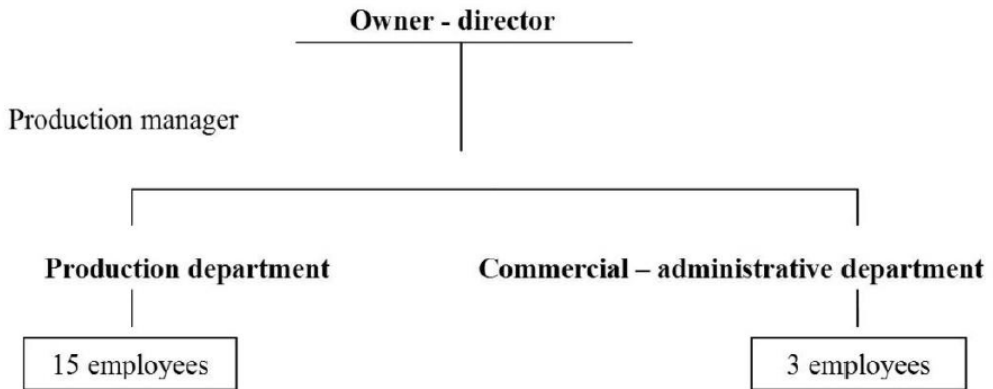 Owner - director
Production manager
Production department
Commercial – administrative department
15 employees
3 employees